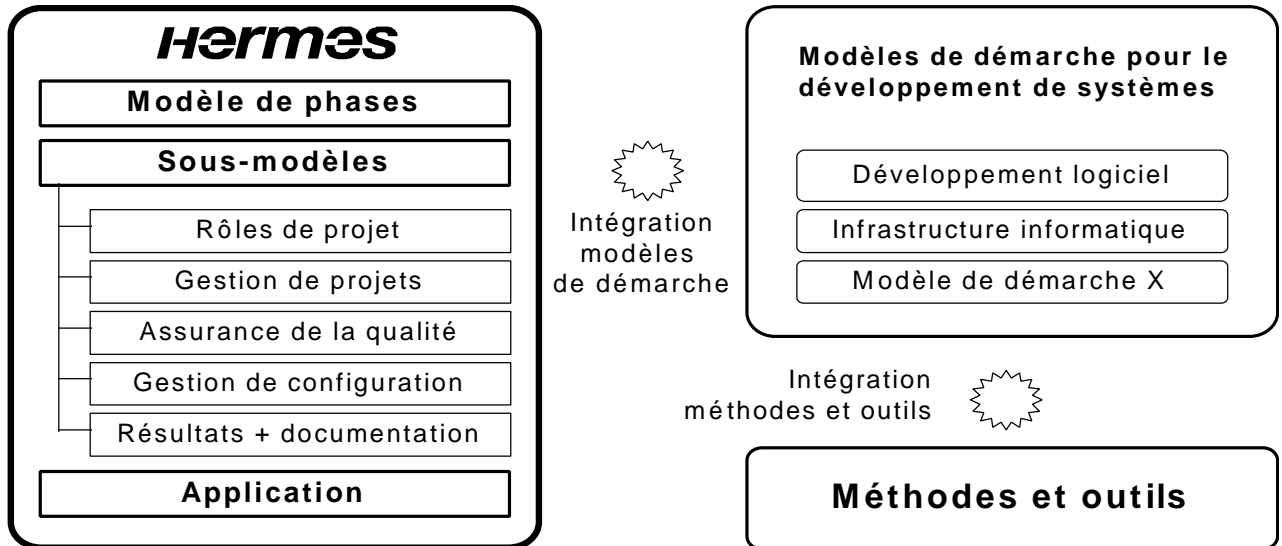 Hermes
Modèle de phases
Sous-modèles
Rôles de projet
Gestion de projets
Assurance de la qualité
Gestion de configuration
Résultats + documentation
Application
Intégration
modèles
de démarche
Modèles de démarche pour le
développement de systèmes
Développement logiciel
Infrastructure informatique
Modèle de démarche X
Intégration
méthodes et outils
Méthodes et outils